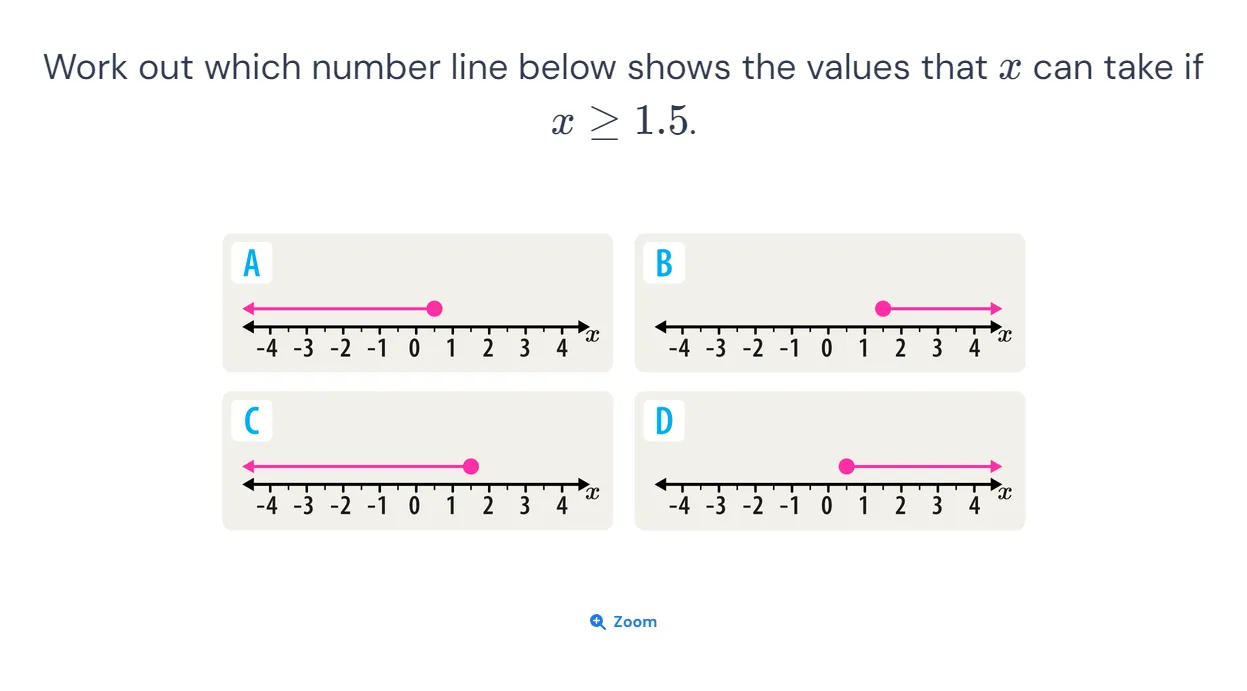 Work out which number line below shows the values that x can take if
x ≥ 1.5.
A
-4 -3 -2 -1 0 1 2 3 4 x
B
-4 -3 -2 -1 0 1 2 3 4 x
C
-4 -3 -2 -1 0 1 2 3 4 x
D
-4 -3 -2 -1 0 1 2 3 4 x
Zoom